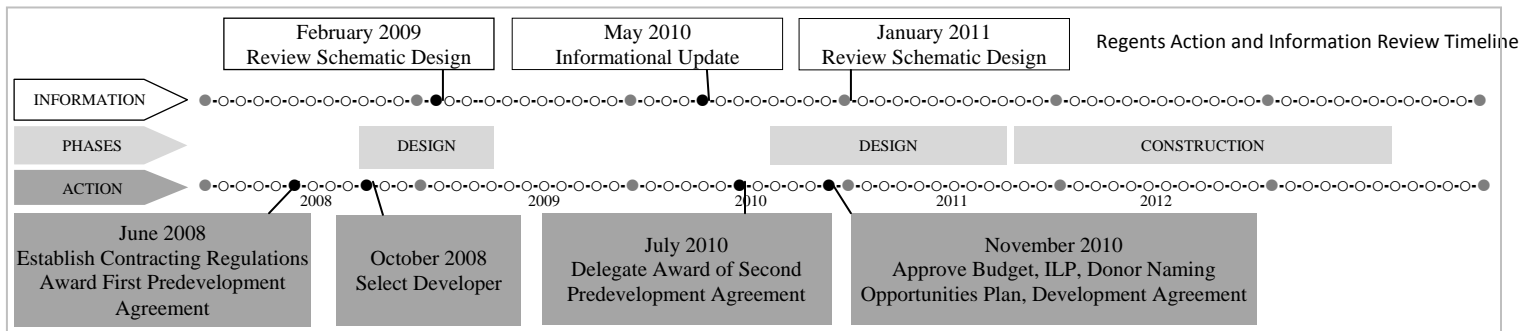 February 2009
Review Schematic Design
May 2010
Informational Update
January 2011
Review Schematic Design
Regents Action and Information Review Timeline
INFORMATION
PHASES
DESIGN
DESIGN
CONSTRUCTION
ACTION
2008
2009
2010
2011
2012
June 2008
Establish Contracting Regulations
Award First Predevelopment
Agreement
October 2008
Select Developer
July 2010
Delegate Award of Second
Predevelopment Agreement
November 2010
Approve Budget, ILP, Donor Naming
Opportunities Plan, Development Agreement